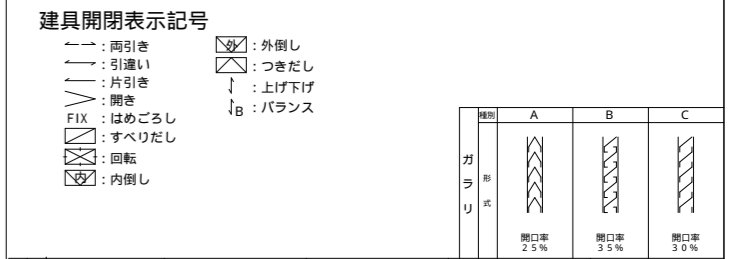 建具開閉表示記号
：両引き
：引違い
：片引き
：開き
FIX ：はめごろし
：すべりだし
：回転
内 ：内倒し
外 ：外倒し
：つきだし
：上げ下げ
B ：バランス
種別 A B C
ガラリ
形式
開口率 25%
開口率 35%
開口率 30%